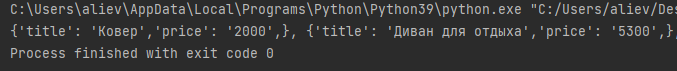 C:\Users\aliev\AppData\Local\Programs\Python\Python39\python.exe "C:/Users/aliev/Des
{'title': 'Ковер','price': '2000',}, {'title': 'Диван для отдыха','price': '5300',},
Process finished with exit code 0